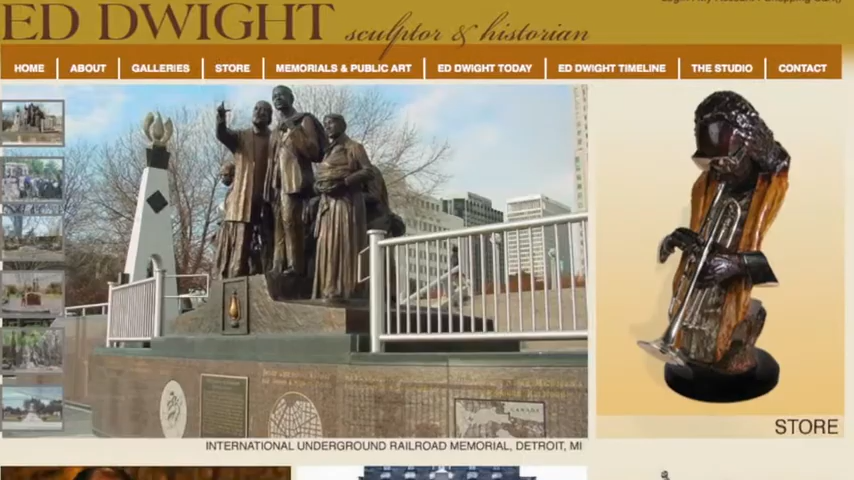 ED DWIGHT sculptor & historian
HOME ABOUT GALLERIES STORE MEMORIALS & PUBLIC ART ED DWIGHT TODAY ED DWIGHT TIMELINE THE STUDIO CONTACT
CANADA
STORE
INTERNATIONAL UNDERGROUND RAILROAD MEMORIAL, DETROIT, MI